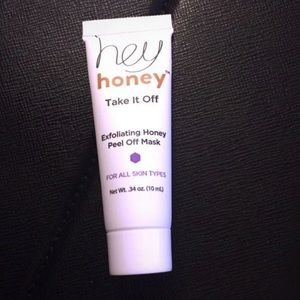 hey
honey
Take It Off
Exfoliating Honey
Peel Off Mask
FOR ALL SKIN TYPES
Net Wt. .34 oz. (10 mL)